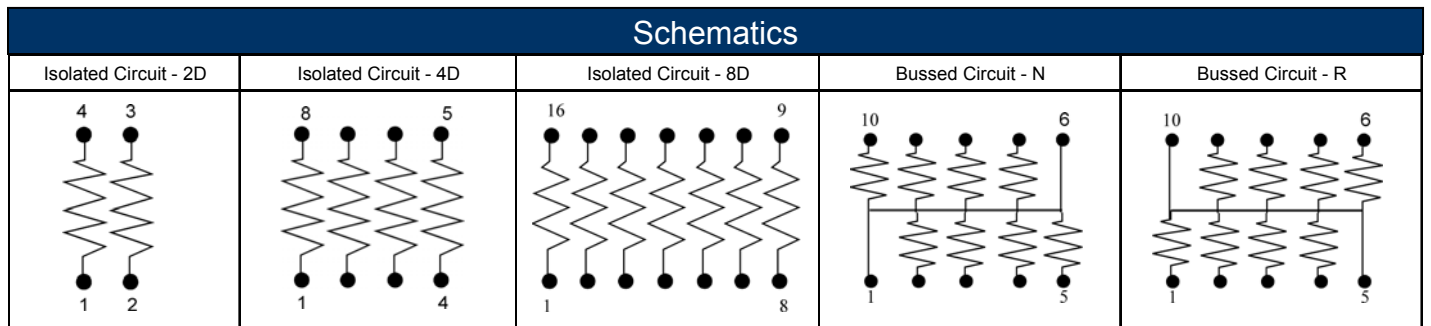 Schematics
Isolated Circuit - 2D Isolated Circuit - 4D Isolated Circuit - 8D Bussed Circuit - N Bussed Circuit - R
4 3 8 5 16 9 10 6 10 6
1 2 1 4 1 8 1 5 1 5